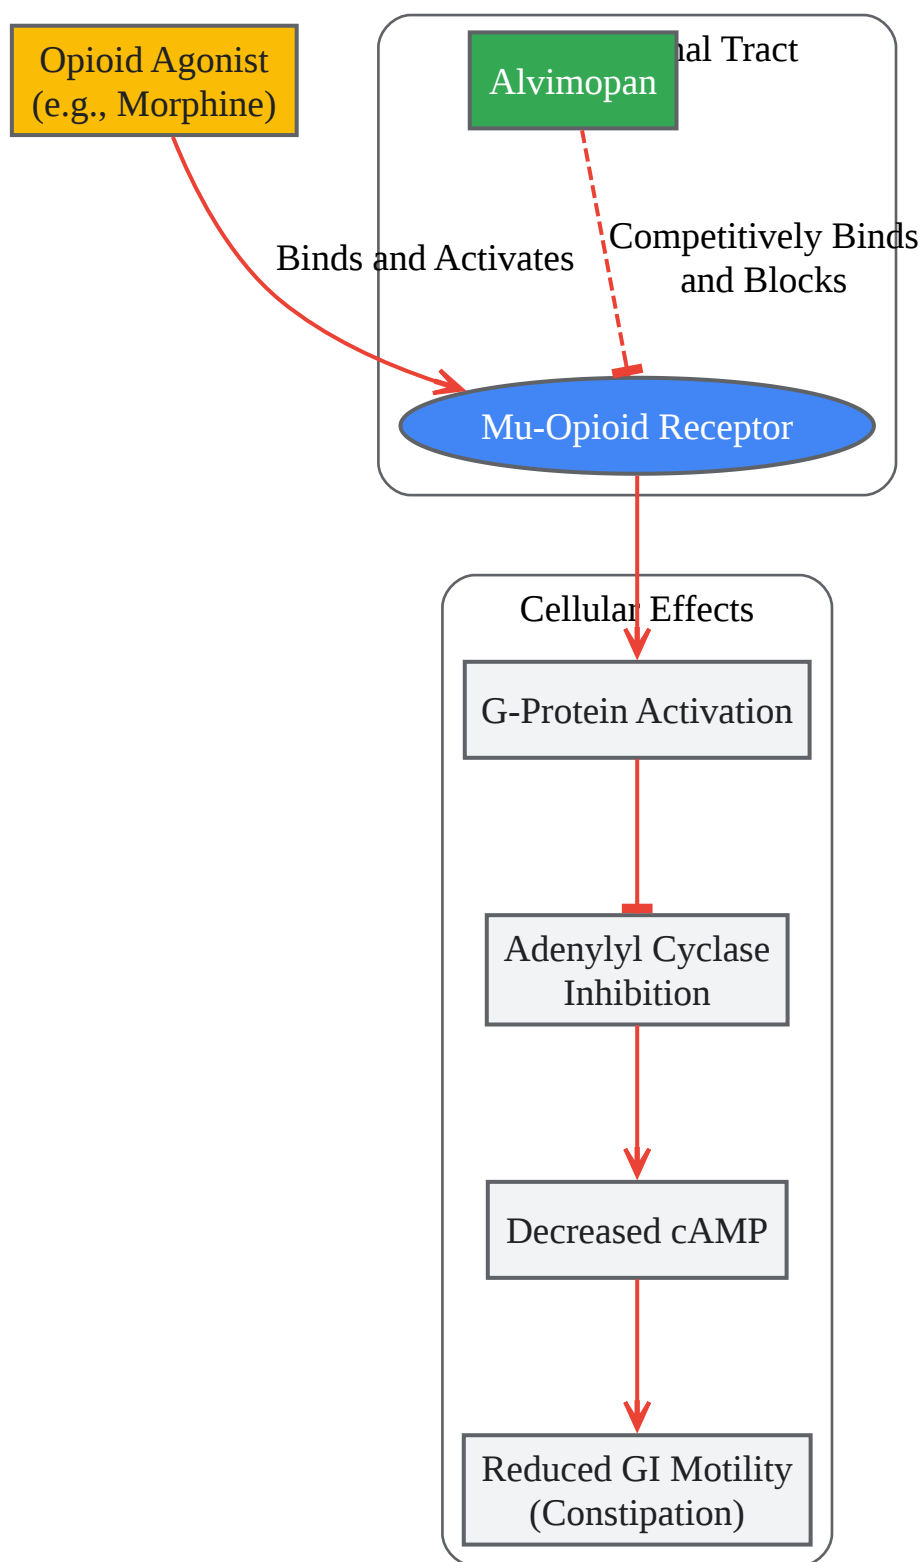 Opioid Agonist
(e.g., Morphine)
Alvimopan
Tract
Binds and Activates
Competitively Binds
and Blocks
Mu-Opioid Receptor
Cellular Effects
G-Protein Activation
Adenylyl Cyclase
Inhibition
Decreased cAMP
Reduced GI Motility
(Constipation)